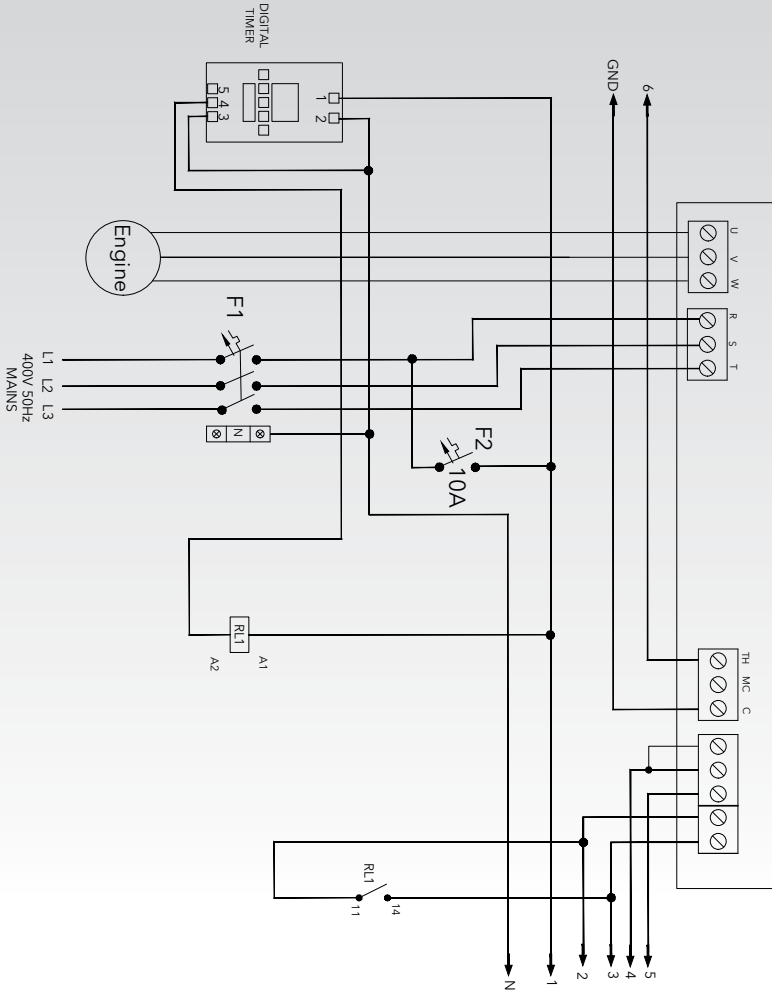 DIGITAL
TIMER
5
4
3
1
2
GND
6
Engine
U
V
W
R
S
T
F1
L1
L2
L3
400V 50Hz
MAINS
N
F2
10A
RL1
A1
A2
TH
MC
C
RL1
11
14
N
1
2
3
4
5